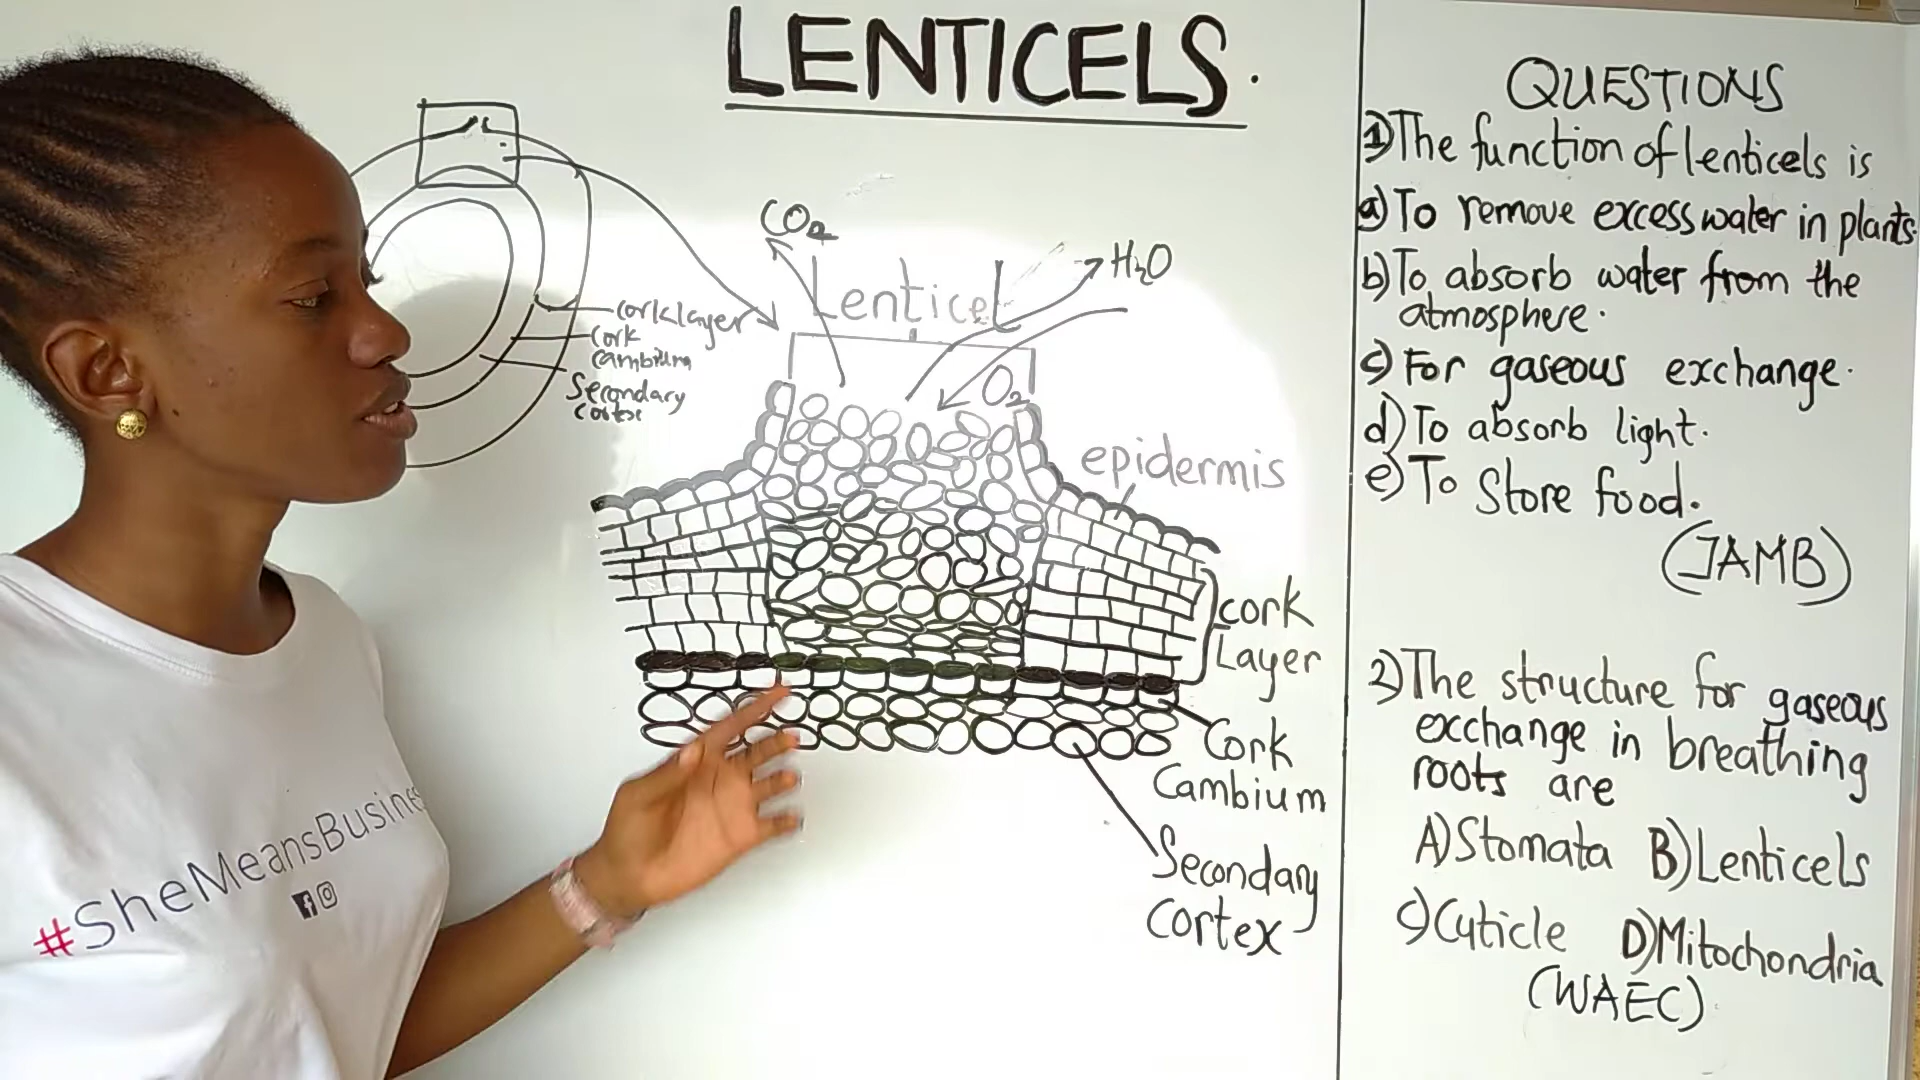 LENTICELS.
CO2
H2O
Lenticel
O2
epidermis
cork layer
Cork
cambium
Secondary
cortex
cork
Layer
Cork
Cambium
Secondary
Cortex
#SheMeansBusines
QUESTIONS
1) The function of lenticels is
a) To remove excess water in plants.
b) To absorb water from the
atmosphere.
c) For gaseous exchange.
d) To absorb light.
e) To store food.
(JAMB)
2) The structure for gaseous
exchange in breathing
roots are
A) Stomata B) Lenticels
C) Cuticle D) Mitochondria
(WAEC)